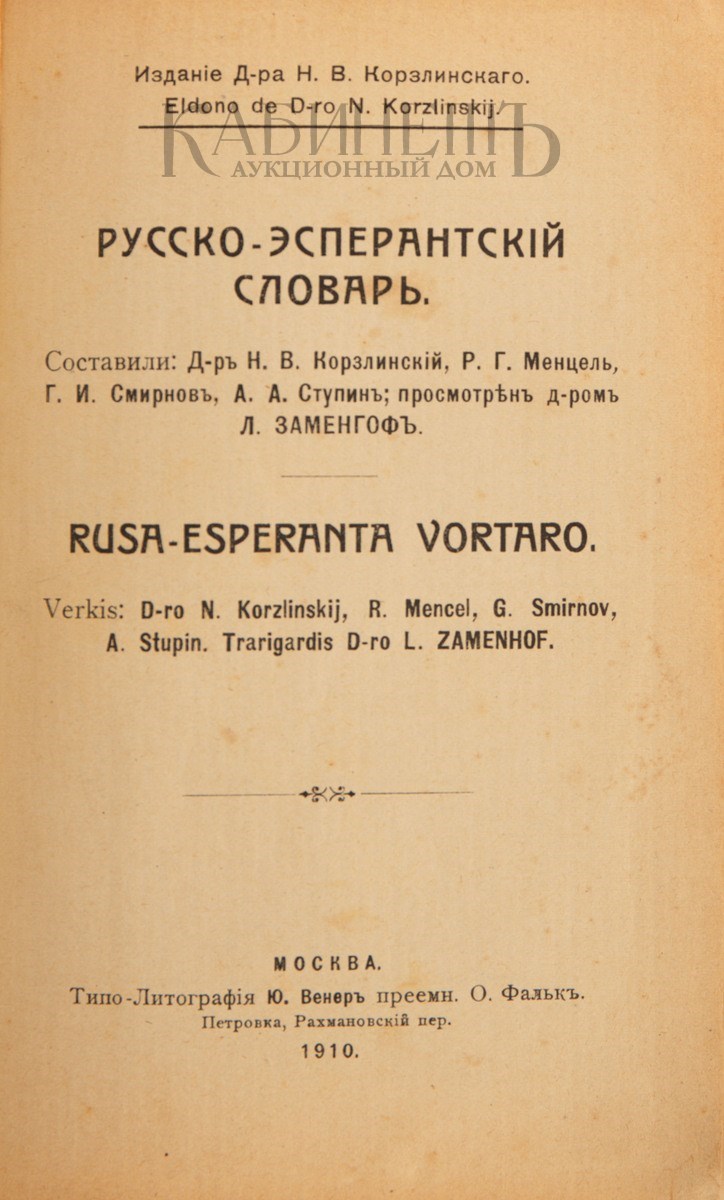 Изданіе Д-ра Н. В. Корзлинскаго.
Eldono de D-ro N. Korzlinskij.
КАБИНЕТЪ
АУКЦИОННЫЙ ДОМ
РУССКО-ЭСПЕРАНТСКІЙ
СЛОВАРЬ.
Составили: Д-ръ Н. В. Корзлинскій, Р. Г. Менцель,
Г. И. Смирновъ, А. А. Ступинъ; просмотрѣнъ д-ромъ
Л. ЗАМЕНГОФЪ.
RUSA-ESPERANTA VORTARO.
Verkis: D-ro N. Korzlinskij, R. Mencel, G. Smirnov,
A. Stupin. Trarigardis D-ro L. ZAMENHOF.
МОСКВА.
Типо-Литографія Ю. Венеръ преемн. О. Фалькъ.
Петровка, Рахмановскій пер.
1910.